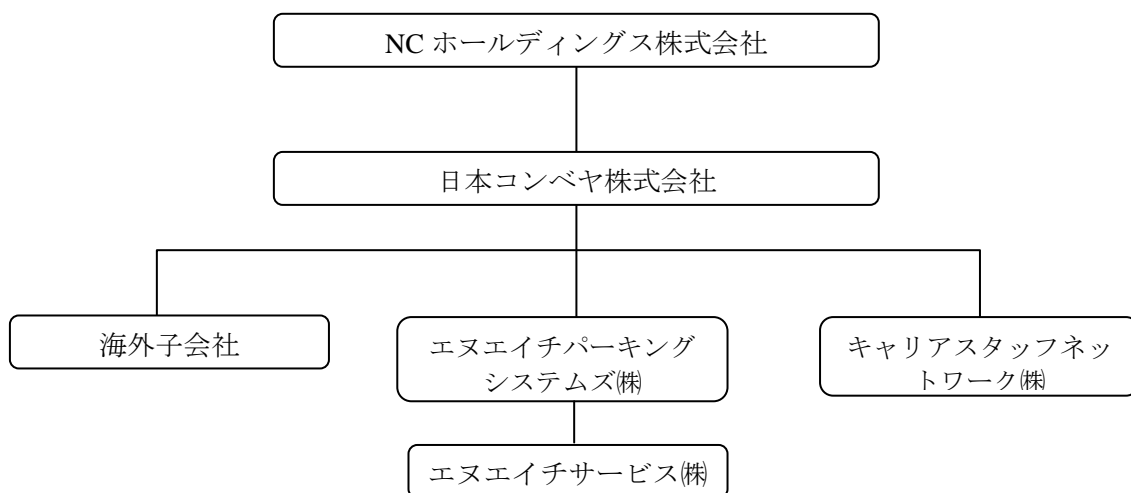 NC ホールディングス株式会社
日本コンベヤ株式会社
海外子会社
エヌエイチパーキング
システムズ㈱
キャリアスタッフネッ
トワーク㈱
エヌエイチサービス㈱